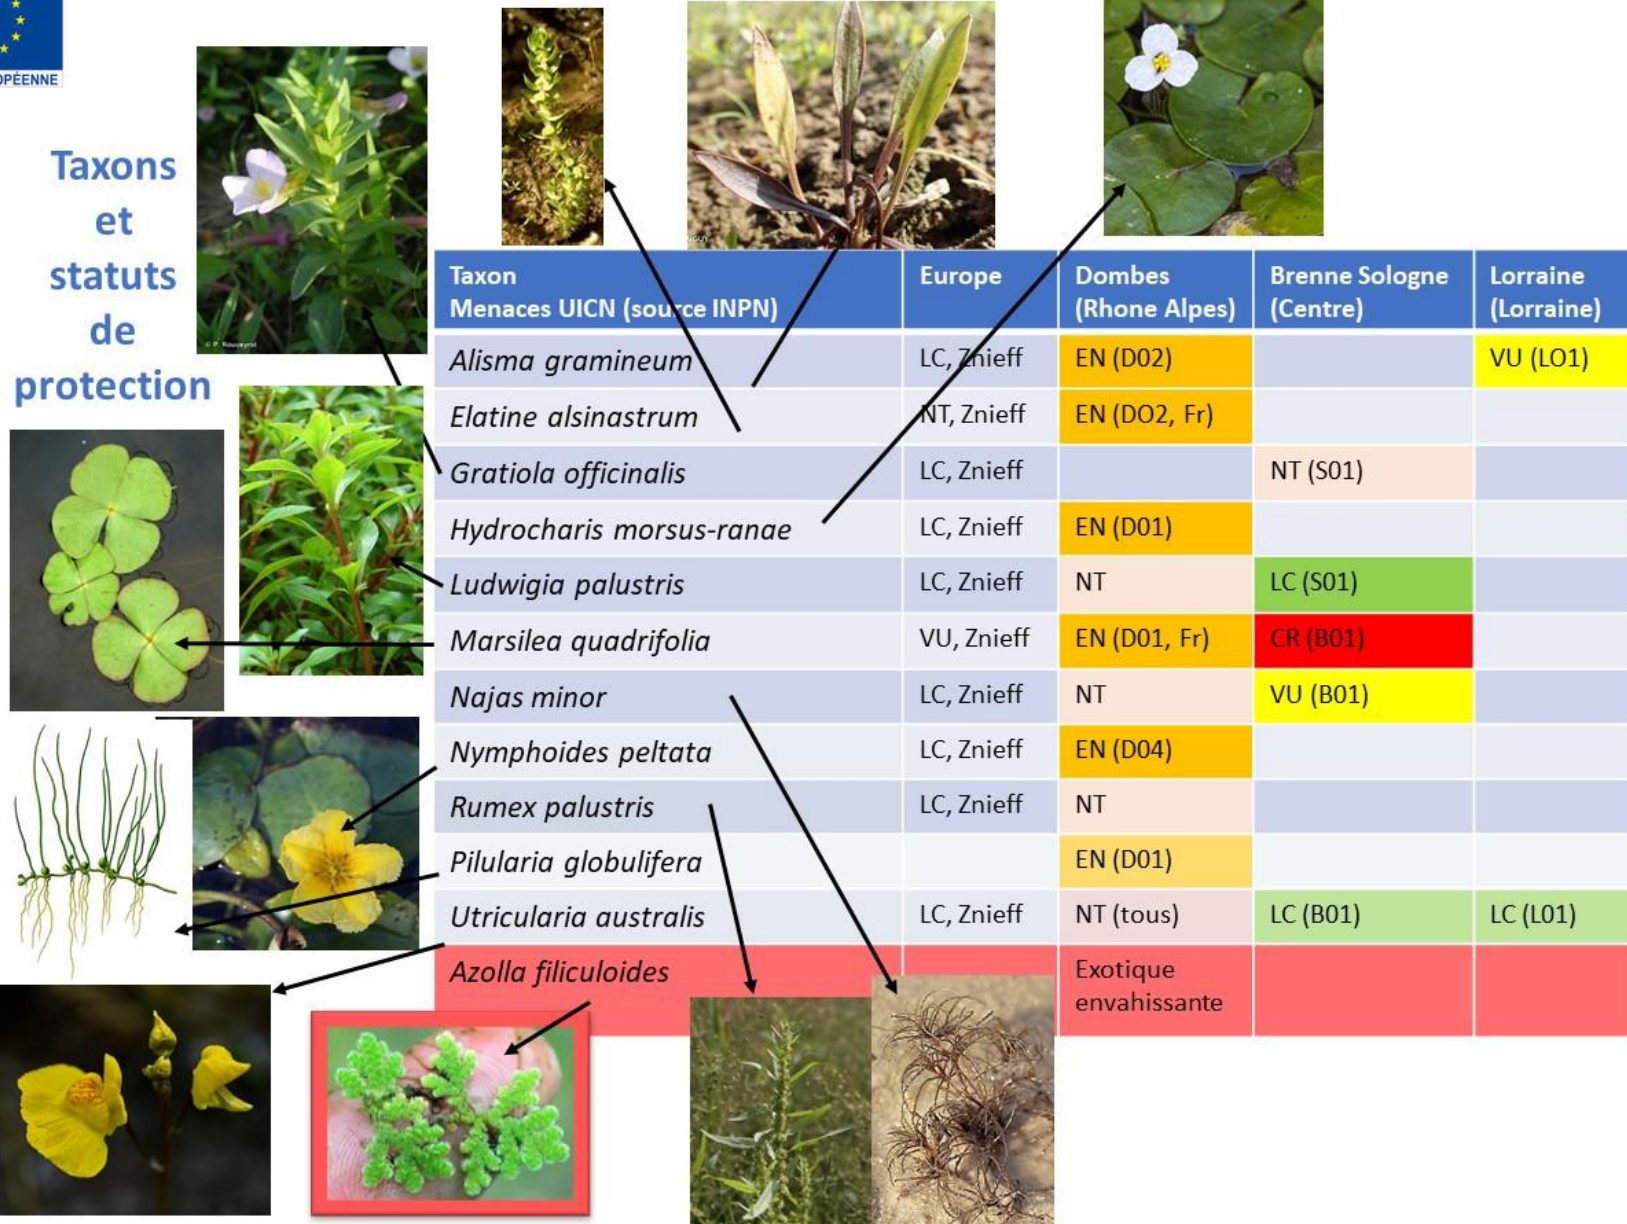 OPÉENNE
Taxons
et
statuts
de
protection
© P. Rouveyrol
Taxon
Menaces UICN (source INPN)
Europe
Dombes
(Rhone Alpes)
Brenne Sologne
(Centre)
Lorraine
(Lorraine)
Alisma gramineum LC, Znieff EN (D02) VU (LO1)
Elatine alsinastrum NT, Znieff EN (DO2, Fr)
Gratiola officinalis LC, Znieff NT (S01)
Hydrocharis morsus-ranae LC, Znieff EN (D01)
Ludwigia palustris LC, Znieff NT LC (S01)
Marsilea quadrifolia VU, Znieff EN (D01, Fr) CR (B01)
Najas minor LC, Znieff NT VU (B01)
Nymphoides peltata LC, Znieff EN (D04)
Rumex palustris LC, Znieff NT
Pilularia globulifera EN (D01)
Utricularia australis LC, Znieff NT (tous) LC (B01) LC (L01)
Azolla filiculoides Exotique
envahissante